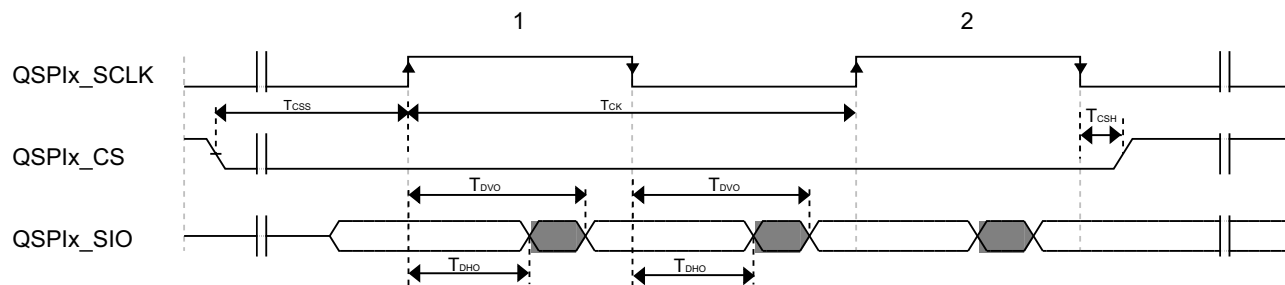 1 2
QSPIx_SCLK
TCSS TCK
TCSH
QSPIx_CS
TDVO TDVO
QSPIx_SIO
TDHO TDHO